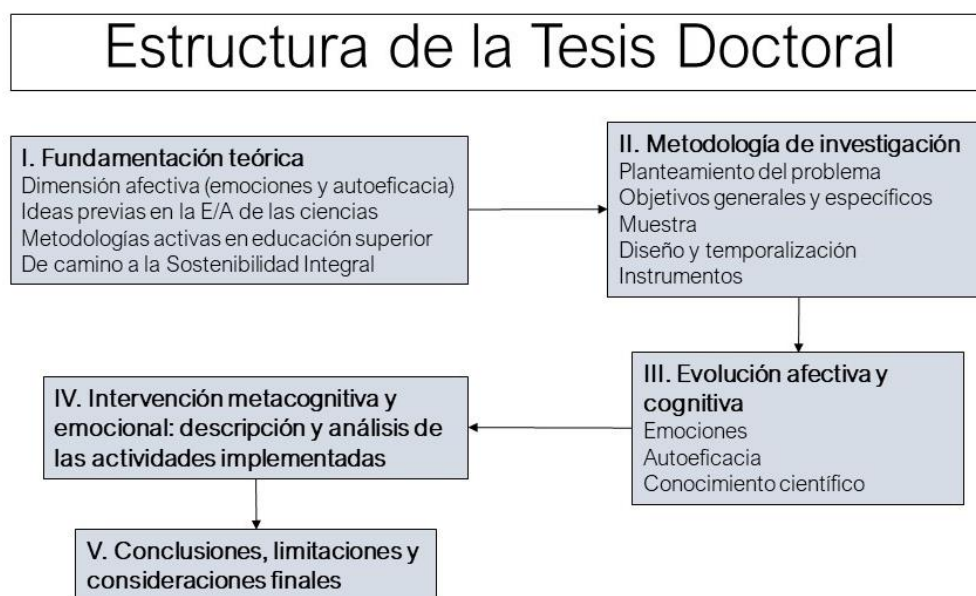 Estructura de la Tesis Doctoral
I. Fundamentación teórica
Dimensión afectiva (emociones y autoeficacia)
Ideas previas en la E/A de las ciencias
Metodologías activas en educación superior
De camino a la Sostenibilidad Integral
II. Metodología de investigación
Planteamiento del problema
Objetivos generales y específicos
Muestra
Diseño y temporalización
Instrumentos
III. Evolución afectiva y
cognitiva
Emociones
Autoeficacia
Conocimiento científico
IV. Intervención metacognitiva y
emocional: descripción y análisis de
las actividades implementadas
V. Conclusiones, limitaciones y
consideraciones finales